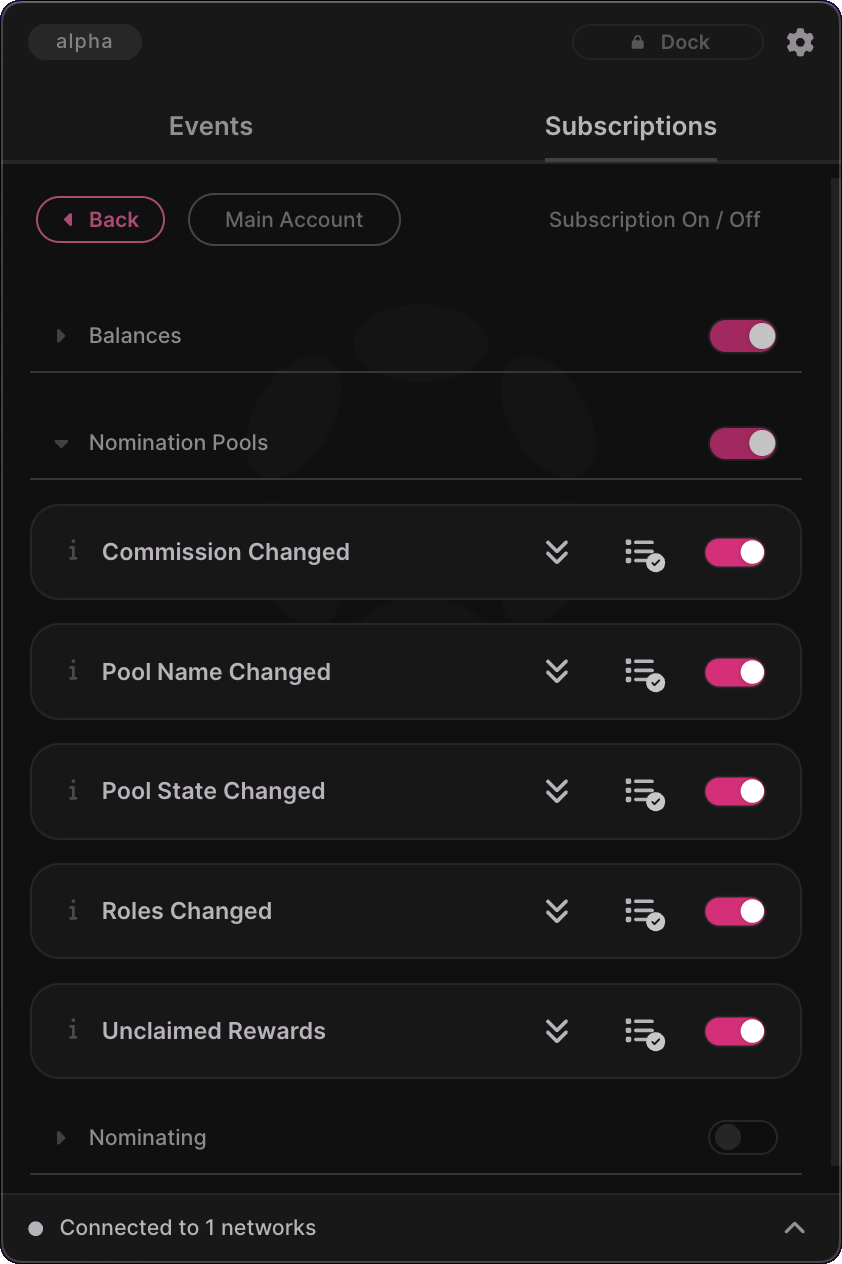 alpha
Dock
Events
Subscriptions
Back
Main Account
Subscription On / Off
Balances
Nomination Pools
Commission Changed
Pool Name Changed
Pool State Changed
Roles Changed
Unclaimed Rewards
Nominating
Connected to 1 networks